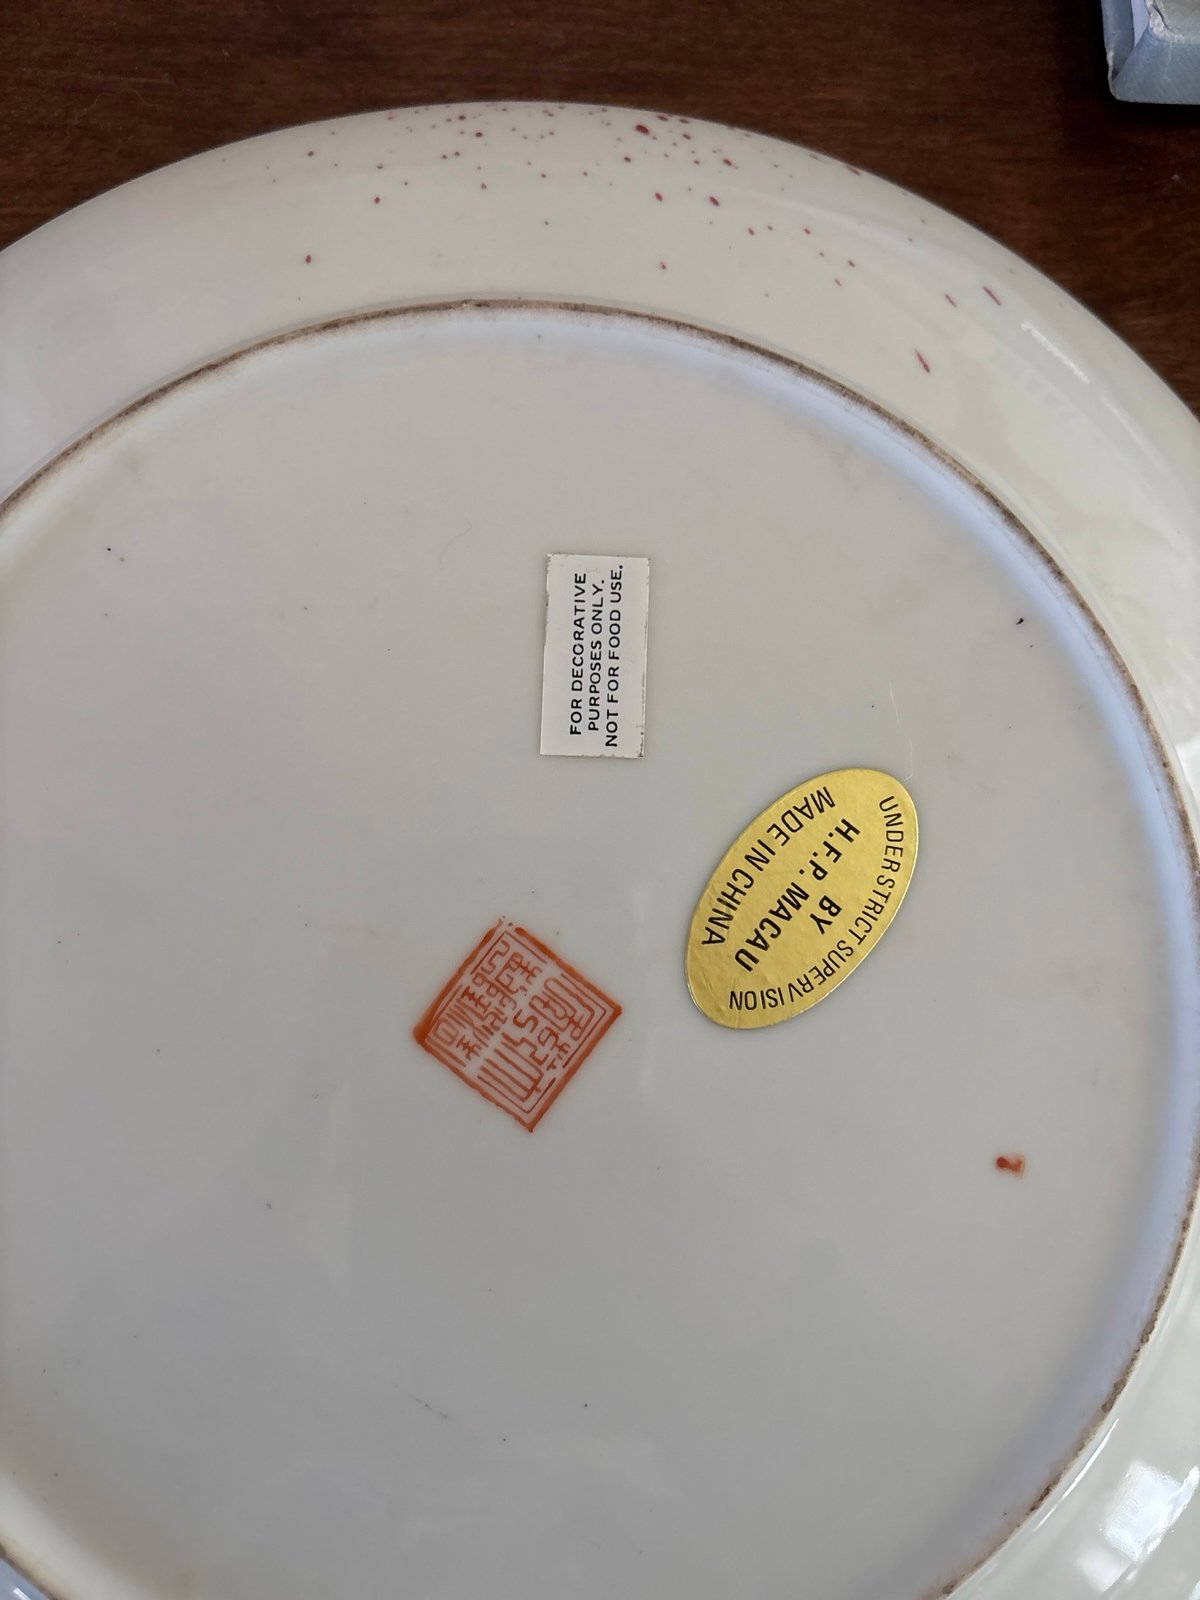 FOR DECORATIVE
PURPOSES ONLY.
NOT FOR FOOD USE.
UNDER STRICT SUPERVISION
BY
H.F.P. MACAU
MADE IN CHINA